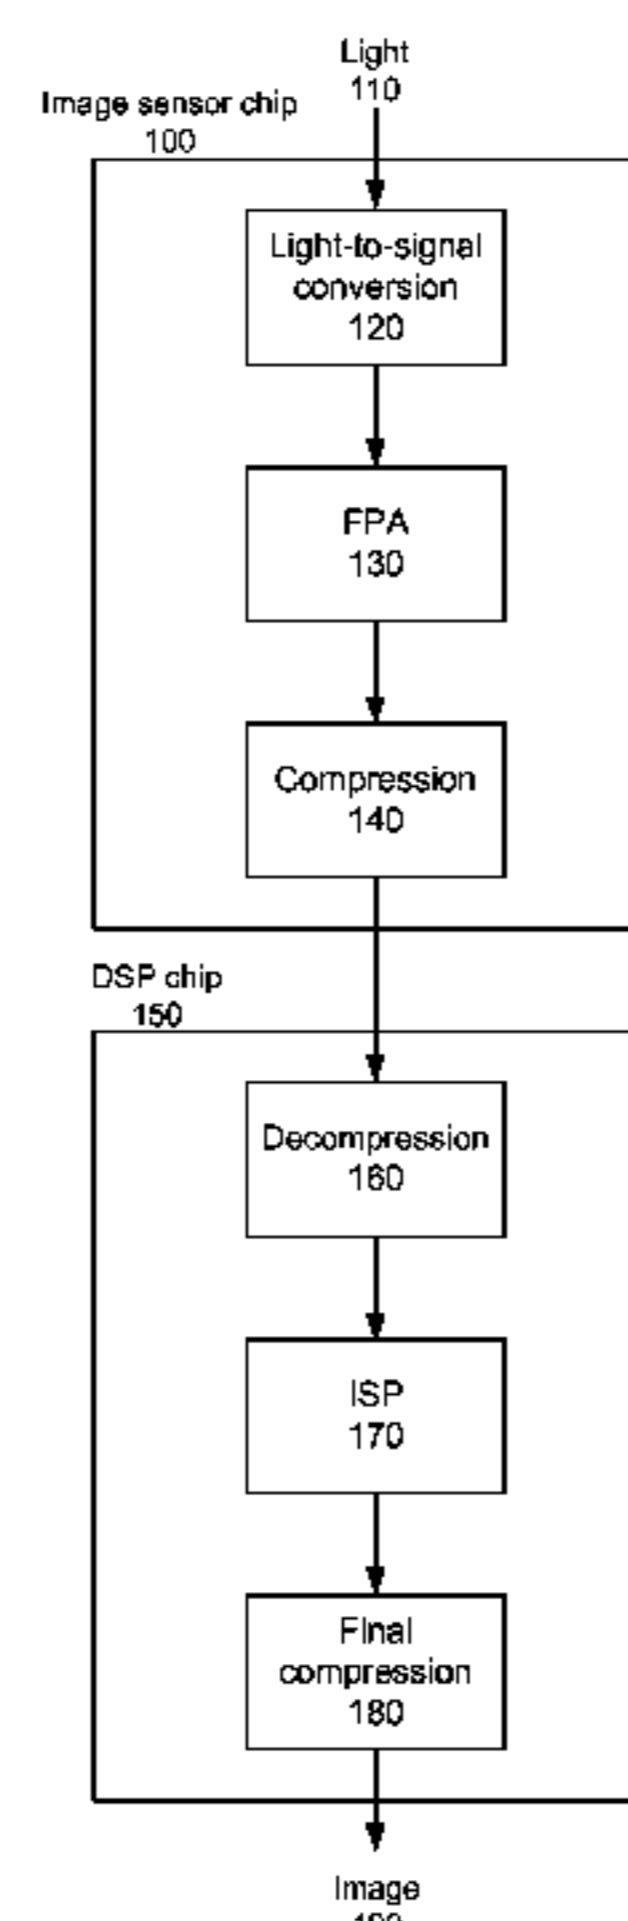 Light
110
Image sensor chip
100
Light-to-signal
conversion
120
FPA
130
Compression
140
DSP chip
150
Decompression
160
ISP
170
Final
compression
180
Image